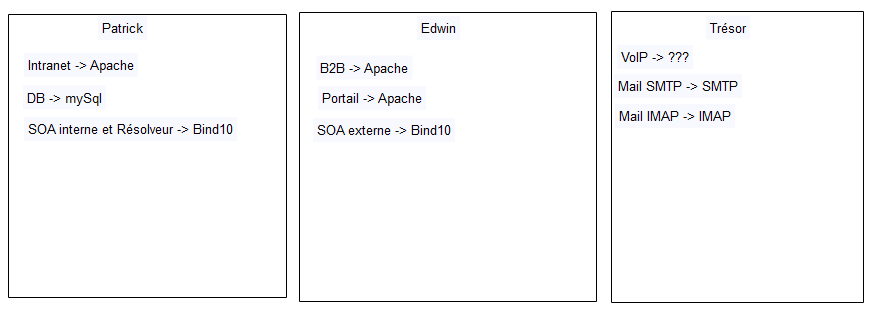 Patrick
Intranet -> Apache
DB -> mySql
SOA interne et Résolveur -> Bind10
Edwin
B2B -> Apache
Portail -> Apache
SOA externe -> Bind10
Trésor
VoIP -> ???
Mail SMTP -> SMTP
Mail IMAP -> IMAP